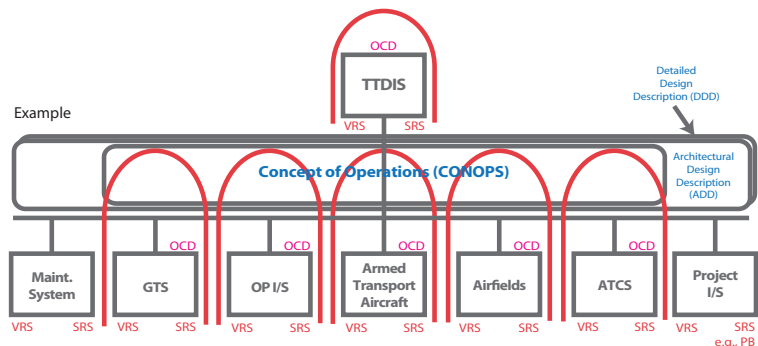 OCD
TTDIS
VRS SRS
Detailed
Design
Description (DDD)
Example
Concept of Operations (CONOPS)
Architectural
Design
Description
(ADD)
OCD OCD OCD OCD OCD
Maint.
System
GTS
OP I/S
Armed
Transport
Aircraft
Airfields
ATCS
Project
I/S
VRS SRS VRS SRS VRS SRS VRS SRS VRS SRS VRS SRS VRS SRS
e.g., PB